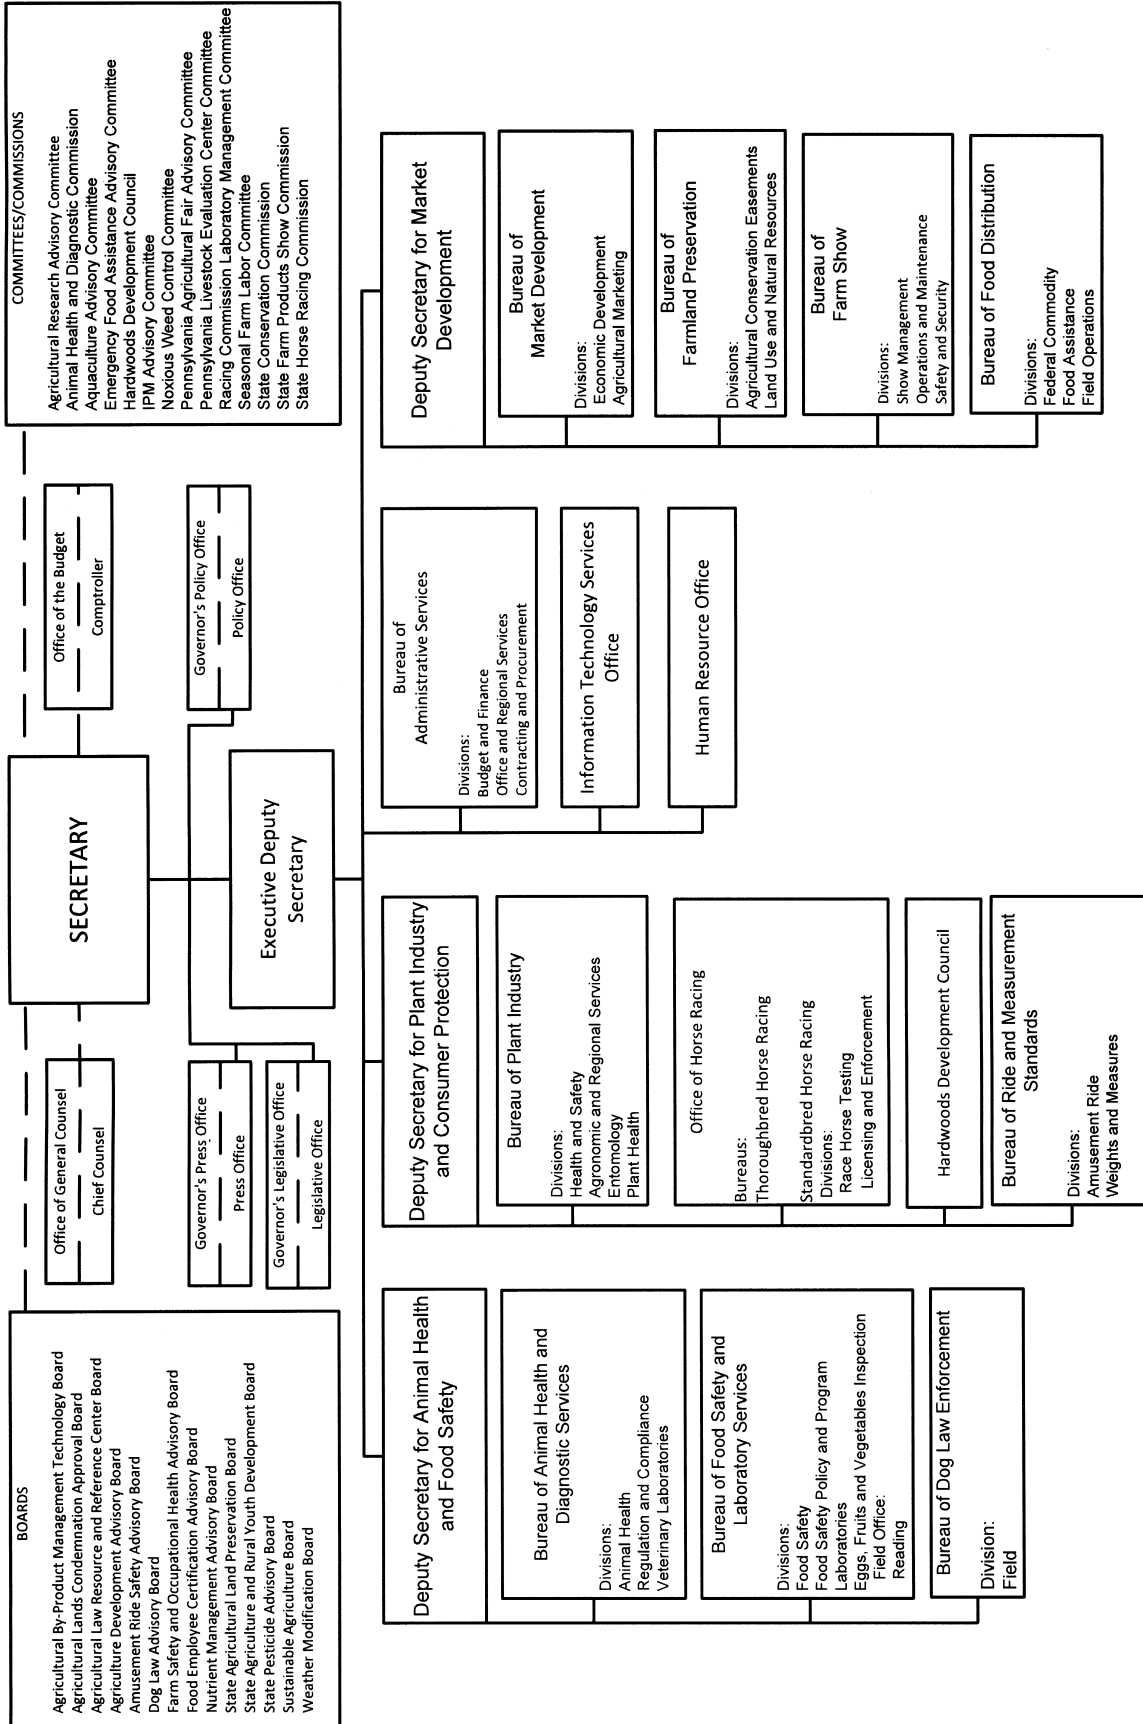 BOARDS
Agricultural By-Product Management Technology Board
Agricultural Lands Condemnation Approval Board
Agricultural Law Resource and Reference Center Board
Agriculture Development Advisory Board
Amusement Ride Safety Advisory Board
Dog Law Advisory Board
Farm Safety and Occupational Health Advisory Board
Food Employee Certification Advisory Board
Nutrient Management Advisory Board
State Agricultural Land Preservation Board
State Agriculture and Rural Youth Development Board
State Pesticide Advisory Board
Sustainable Agriculture Board
Weather Modification Board
Office of General Counsel
Chief Counsel
SECRETARY
Office of the Budget
Comptroller
COMMITTEES/COMMISSIONS
Agricultural Research Advisory Committee
Animal Health and Diagnostic Commission
Aquaculture Advisory Committee
Emergency Food Assistance Advisory Committee
Hardwoods Development Council
IPM Advisory Committee
Noxious Weed Control Committee
Pennsylvania Agricultural Fair Advisory Committee
Pennsylvania Livestock Evaluation Center Committee
Racing Commission Laboratory Management Committee
Seasonal Farm Labor Committee
State Conservation Commission
State Farm Products Show Commission
State Horse Racing Commission
Governor's Press Office
Press Office
Governor's Legislative Office
Legislative Office
Governor's Policy Office
Policy Office
Executive Deputy
Secretary
Deputy Secretary for Animal Health
and Food Safety
Bureau of Animal Health and
Diagnostic Services
Divisions:
Animal Health
Regulation and Compliance
Veterinary Laboratories
Bureau of Food Safety and
Laboratory Services
Divisions:
Food Safety
Food Safety Policy and Program
Laboratories
Eggs, Fruits and Vegetables Inspection
Field Office:
Reading
Bureau of Dog Law Enforcement
Division:
Field
Deputy Secretary for Plant Industry
and Consumer Protection
Bureau of Plant Industry
Divisions:
Health and Safety
Agronomic and Regional Services
Entomology
Plant Health
Office of Horse Racing
Bureaus:
Thoroughbred Horse Racing
Standardbred Horse Racing
Divisions:
Race Horse Testing
Licensing and Enforcement
Hardwoods Development Council
Bureau of Ride and Measurement
Standards
Divisions:
Amusement Ride
Weights and Measures
Bureau of
Administrative Services
Divisions:
Budget and Finance
Office and Regional Services
Contracting and Procurement
Information Technology Services
Office
Human Resource Office
Deputy Secretary for Market
Development
Bureau of
Market Development
Divisions:
Economic Development
Agricultural Marketing
Bureau of
Farmland Preservation
Divisions:
Agricultural Conservation Easements
Land Use and Natural Resources
Bureau of
Farm Show
Divisions:
Show Management
Operations and Maintenance
Safety and Security
Bureau of Food Distribution
Divisions:
Federal Commodity
Food Assistance
Field Operations